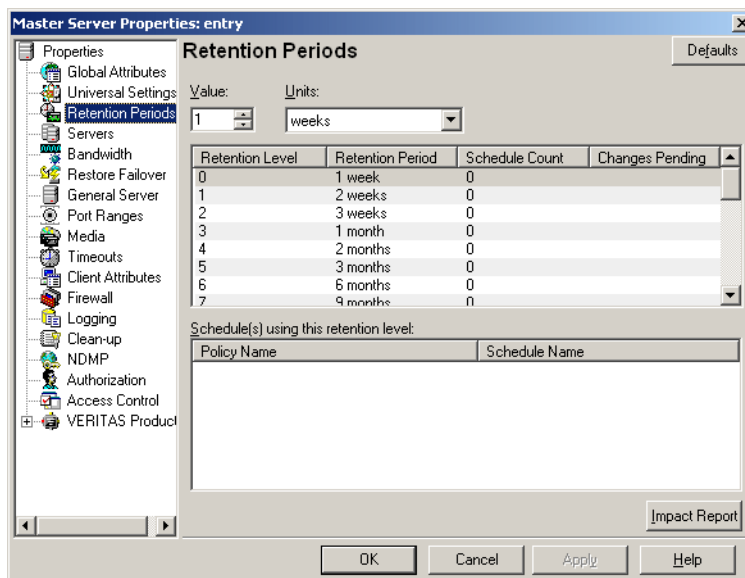 Master Server Properties: entry
Properties
Global Attributes
Universal Settings
Retention Periods
Servers
Bandwidth
Restore Failover
General Server
Port Ranges
Media
Timeouts
Client Attributes
Firewall
Logging
Clean-up
NDMP
Authorization
Access Control
VERITAS Product
Retention Periods
Defaults
Value: Units:
1 weeks
Retention Level Retention Period Schedule Count Changes Pending
0 1 week 0
1 2 weeks 0
2 3 weeks 0
3 1 month 0
4 2 months 0
5 3 months 0
6 6 months 0
7 9 months 0
Schedule(s) using this retention level:
Policy Name Schedule Name
Impact Report
OK Cancel Apply Help